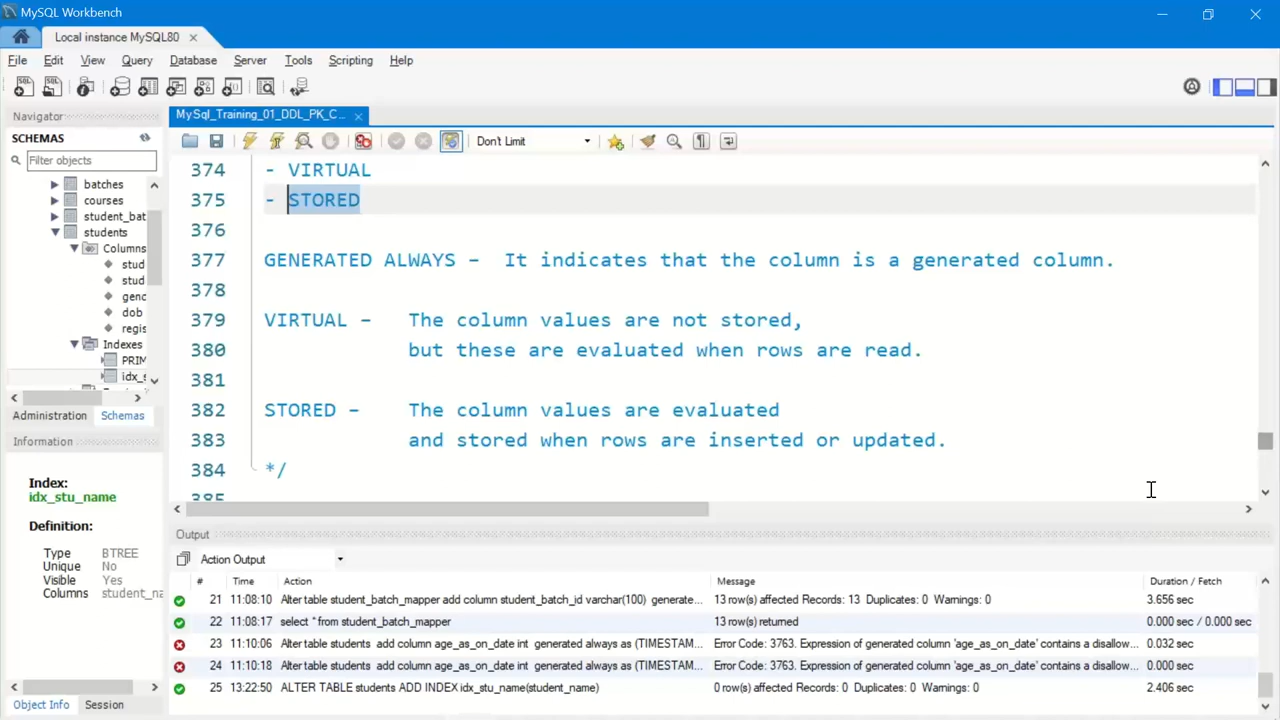 MySQL Workbench
Local instance MySQL80
File Edit View Query Database Server Tools Scripting Help
Navigator
SCHEMAS
Filter objects
batches
courses
student_bat
students
Columns
stud
stud
gend
dob
regis
Indexes
PRIM
idx_s
Administration Schemas
Information
Index:
idx_stu_name
Definition:
Type BTREE
Unique No
Visible Yes
Columns student_na
Object Info Session
MySql_Training_01_DDL_PK_C...
Don't Limit
374 - VIRTUAL
375 - STORED
376
377 GENERATED ALWAYS - It indicates that the column is a generated column.
378
379 VIRTUAL - The column values are not stored,
380 but these are evaluated when rows are read.
381
382 STORED - The column values are evaluated
383 and stored when rows are inserted or updated.
384 */
385
Output
Action Output
# Time Action Message Duration / Fetch
21 11:08:10 Alter table student_batch_mapper add column student_batch_id varchar(100) generate... 13 row(s) affected Records: 13 Duplicates: 0 Warnings: 0 3.656 sec
22 11:08:17 select * from student_batch_mapper 13 row(s) returned 0.000 sec / 0.000 sec
23 11:10:06 Alter table students add column age_as_on_date int generated always as (TIMESTAM... Error Code: 3763. Expression of generated column 'age_as_on_date' contains a disallow... 0.032 sec
24 11:10:18 Alter table students add column age_as_on_date int generated always as (TIMESTAM... Error Code: 3763. Expression of generated column 'age_as_on_date' contains a disallow... 0.000 sec
25 13:22:50 ALTER TABLE students ADD INDEX idx_stu_name(student_name) 0 row(s) affected Records: 0 Duplicates: 0 Warnings: 0 2.406 sec